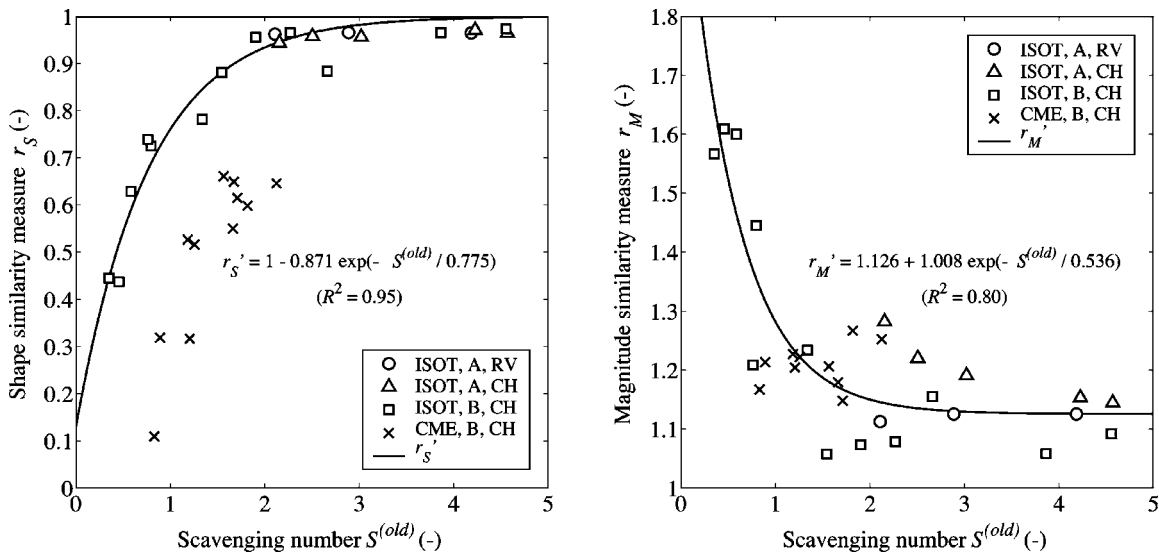 1
0.9
0.8
0.7
0.6
0.5
0.4
0.3
0.2
0.1
0
Shape similarity measure r_S (-)
r_S' = 1 - 0.871 exp(- S^(old) / 0.775)
(R^2 = 0.95)
ISOT, A, RV
ISOT, A, CH
ISOT, B, CH
CME, B, CH
r_S'
0 1 2 3 4 5
Scavenging number S^(old) (-)
1.8
1.7
1.6
1.5
1.4
1.3
1.2
1.1
1
Magnitude similarity measure r_M (-)
ISOT, A, RV
ISOT, A, CH
ISOT, B, CH
CME, B, CH
r_M'
r_M' = 1.126 + 1.008 exp(- S^(old) / 0.536)
(R^2 = 0.80)
0 1 2 3 4 5
Scavenging number S^(old) (-)